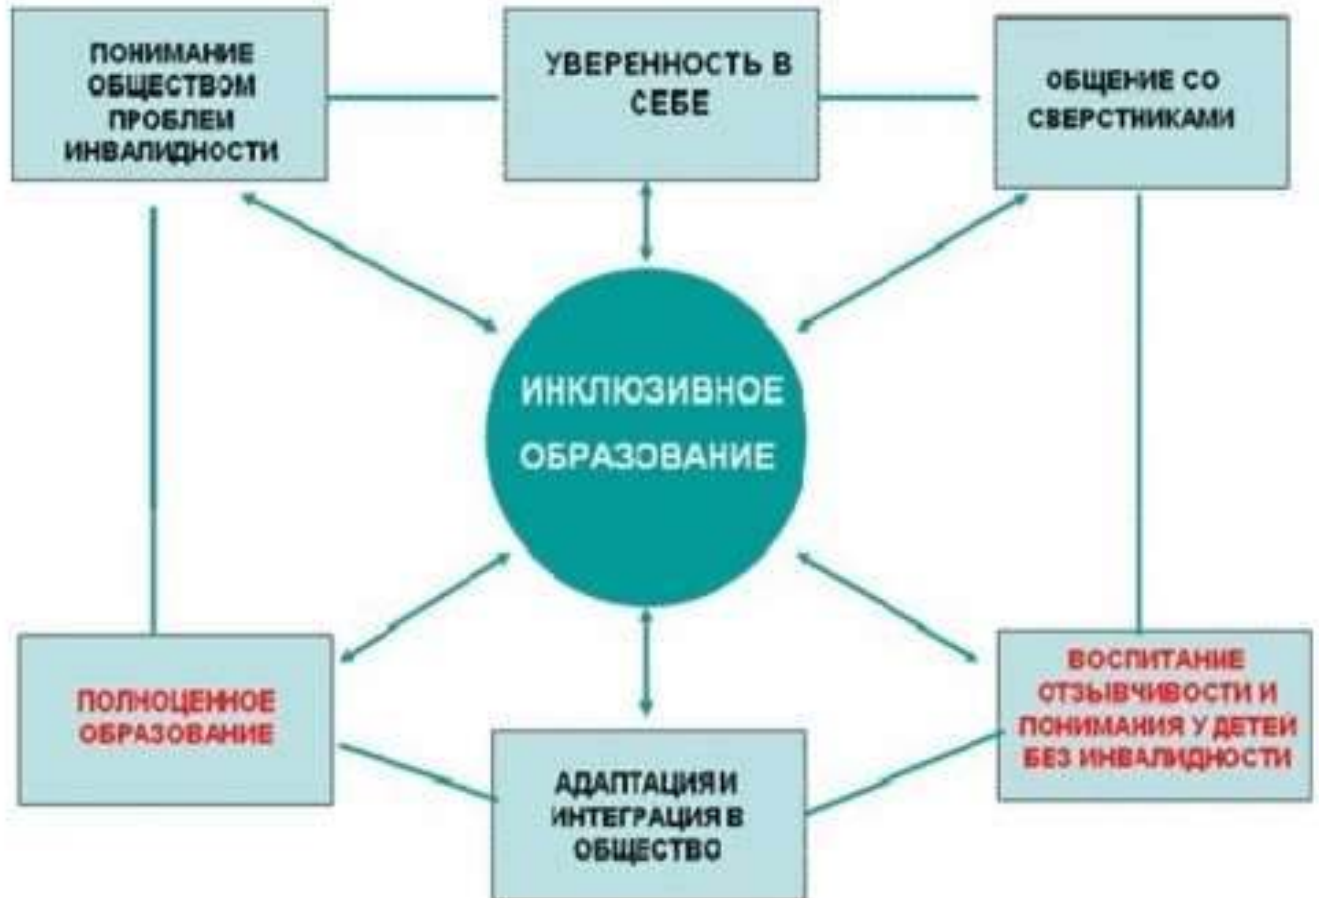 ПОНИМАНИЕ
ОБЩЕСТВОМ
ПРОБЛЕМ
ИНВАЛИДНОСТИ
УВЕРЕННОСТЬ В
СЕБЕ
ОБЩЕНИЕ СО
СВЕРСТНИКАМИ
ИНКЛЮЗИВНОЕ
ОБРАЗОВАНИЕ
ПОЛНОЦЕННОЕ
ОБРАЗОВАНИЕ
АДАПТАЦИЯ И
ИНТЕГРАЦИЯ В
ОБЩЕСТВО
ВОСПИТАНИЕ
ОТЗЫВЧИВОСТИ И
ПОНИМАНИЯ У ДЕТЕЙ
БЕЗ ИНВАЛИДНОСТИ